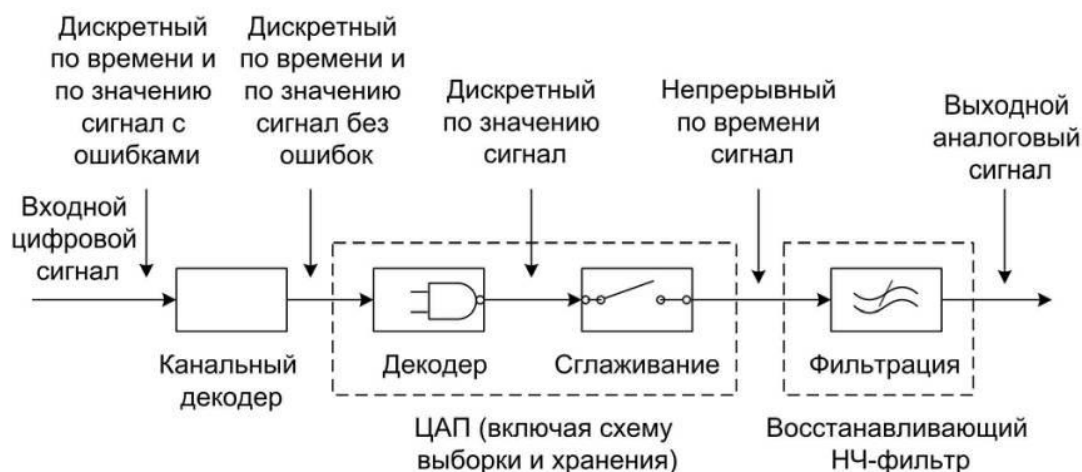 Дискретный
по времени и
по значению
сигнал с
ошибками
Дискретный
по времени и
по значению
сигнал без
ошибок
Дискретный
по значению
сигнал
Непрерывный
по времени
сигнал
Выходной
аналоговый
сигнал
Входной
цифровой
сигнал
Канальный
декодер
Декодер
Сглаживание
Фильтрация
ЦАП (включая схему
выборки и хранения)
Восстанавливающий
НЧ-фильтр